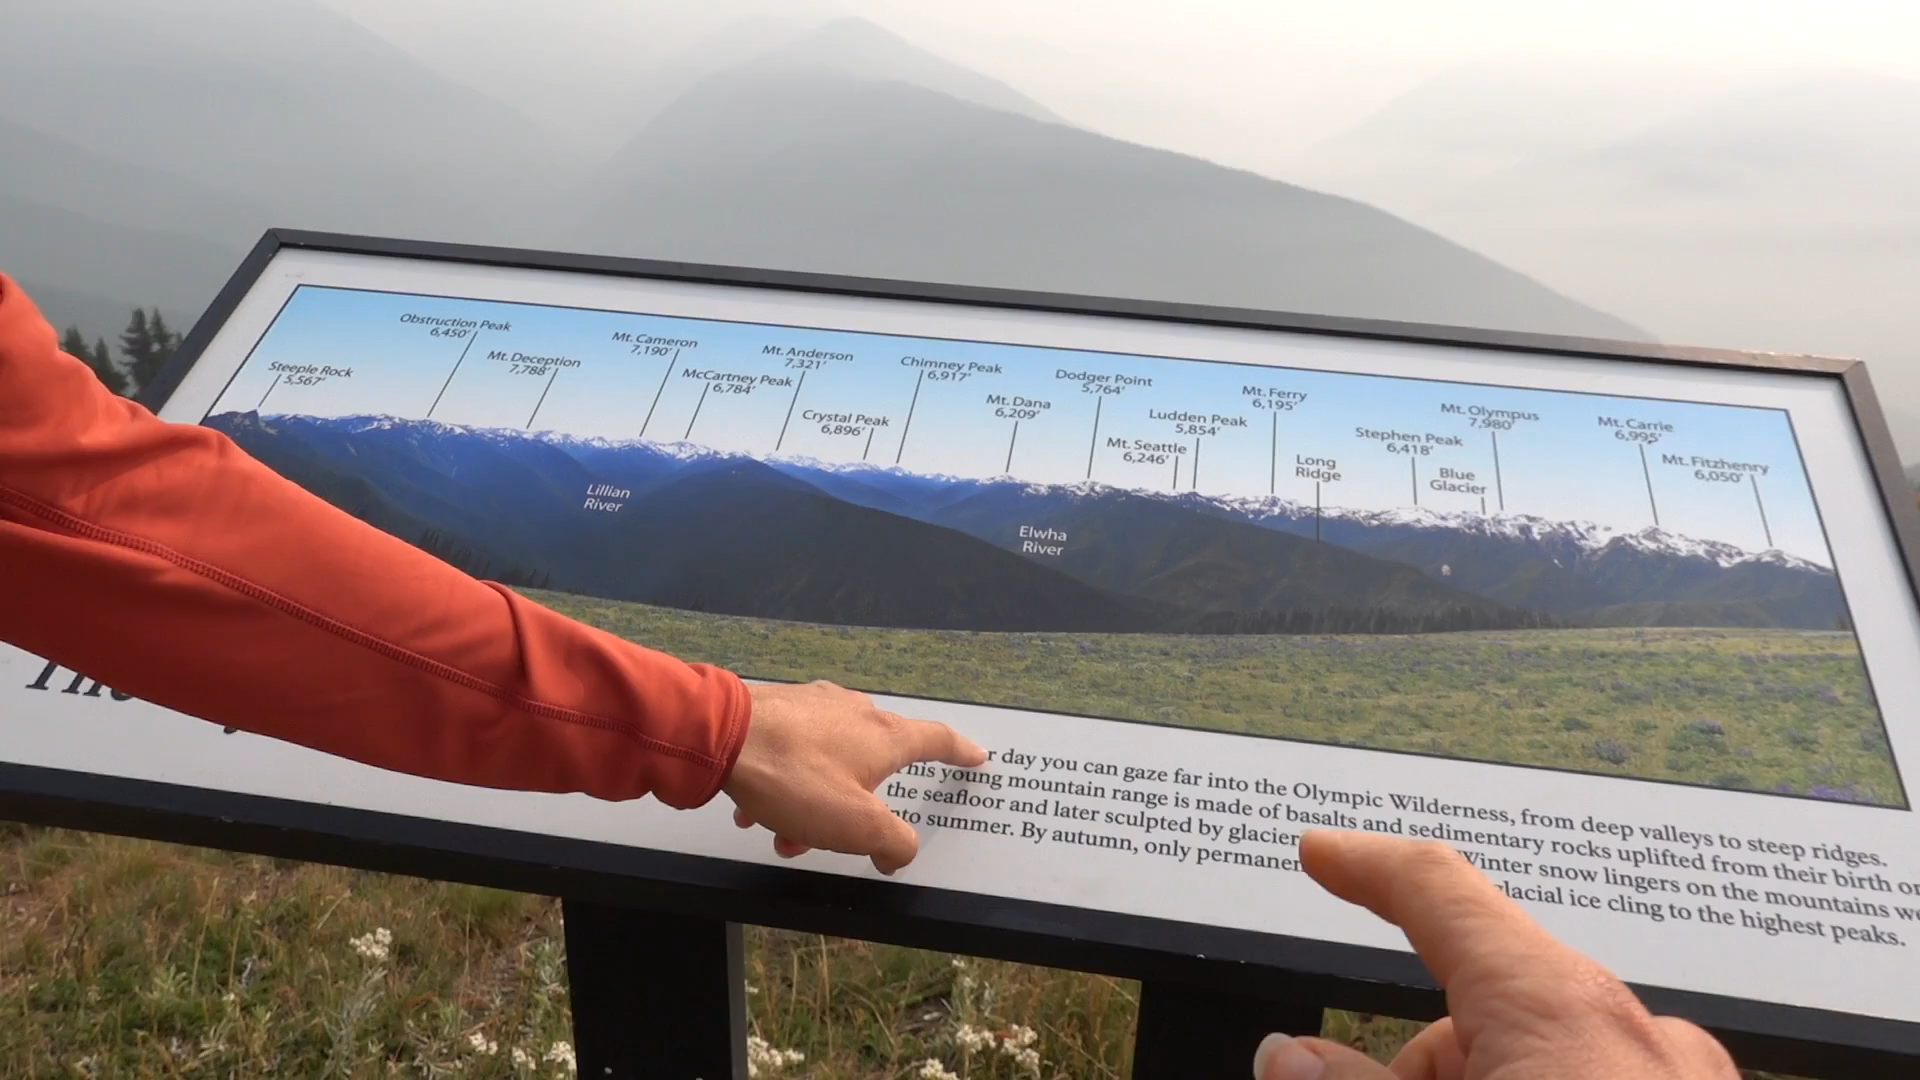 Obstruction Peak
6,450'
Steeple Rock
5,567'
Mt. Deception
7,788'
Mt. Cameron
7,190'
McCartney Peak
6,784'
Mt. Anderson
7,321'
Crystal Peak
6,896'
Chimney Peak
6,917'
Mt. Dana
6,209'
Dodger Point
5,764'
Mt. Seattle
6,246'
Ludden Peak
5,854'
Mt. Ferry
6,195'
Long
Ridge
Stephen Peak
6,418'
Blue
Glacier
Mt. Olympus
7,980'
Mt. Carrie
6,995'
Mt. Fitzhenry
6,050'
Lillian
River
Elwha
River
day you can gaze far into the Olympic Wilderness, from deep valleys to steep ridges.
This young mountain range is made of basalts and sedimentary rocks uplifted from their birth
the seafloor and later sculpted by glacier Winter snow lingers on the mountains
into summer. By autumn, only glacial ice cling to the highest peaks.